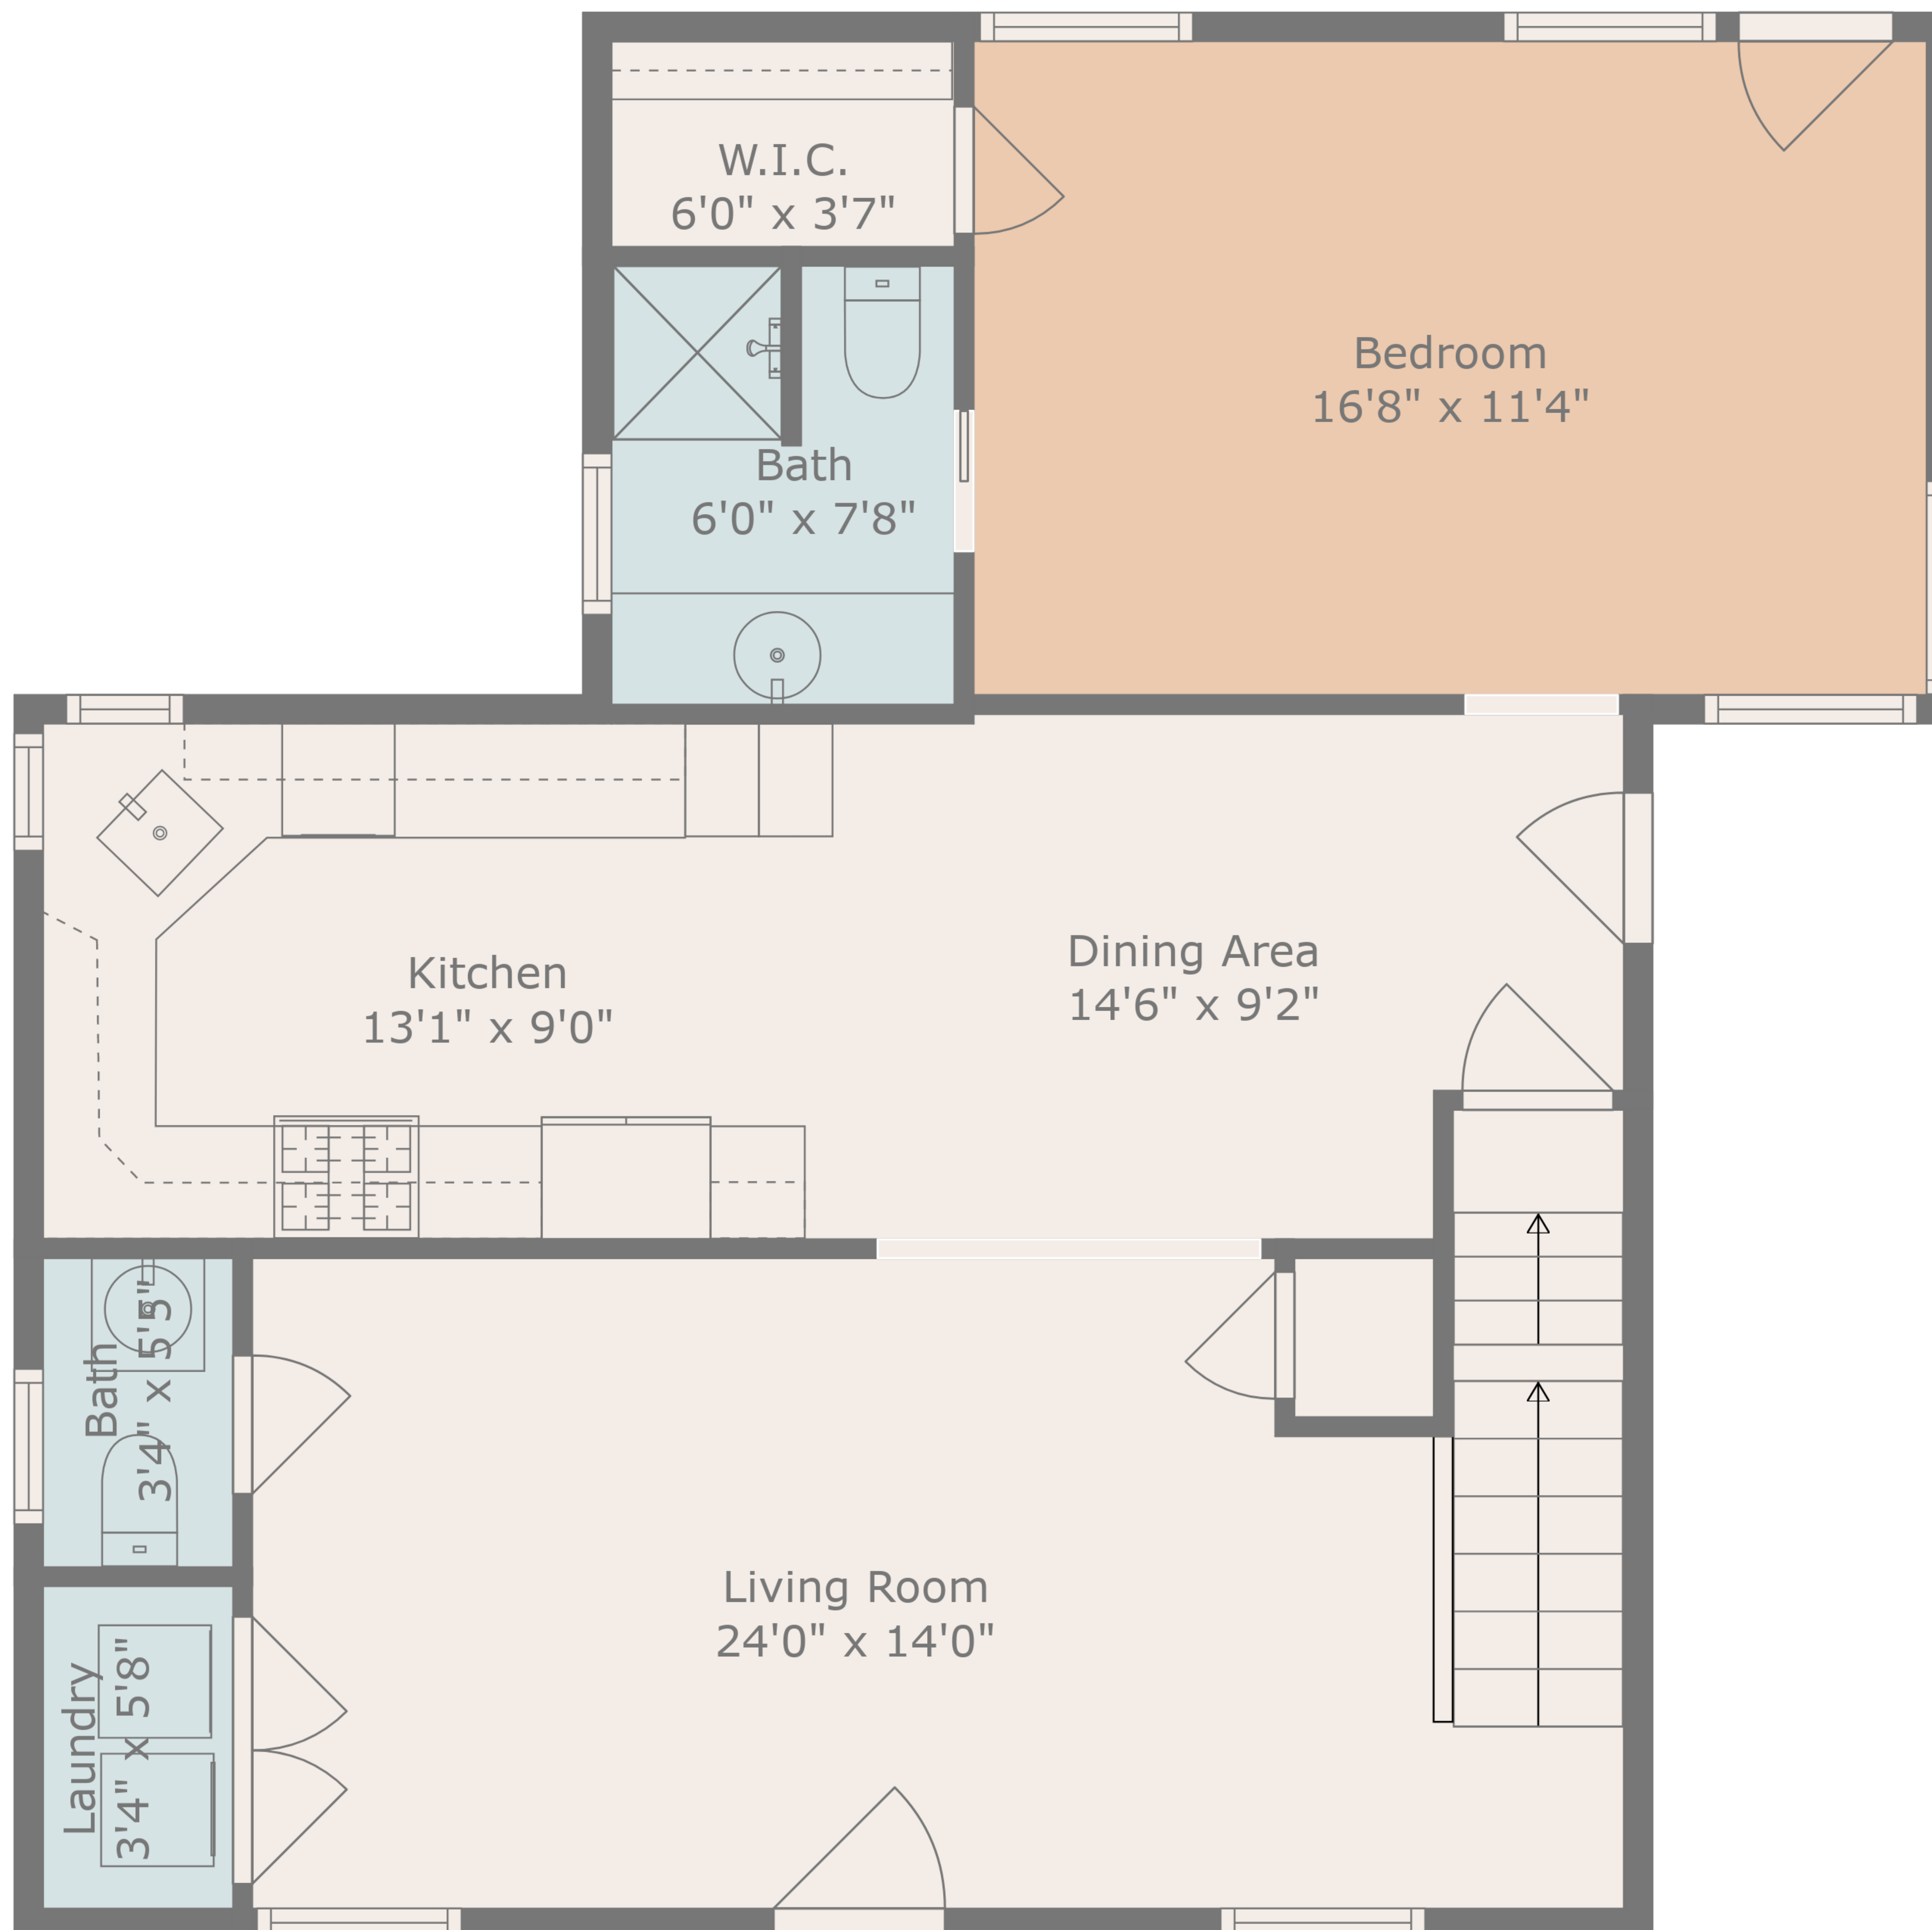 W.I.C.
6'0" x 3'7"
Bedroom
16'8" x 11'4"
Bath
6'0" x 7'8"
Kitchen
13'1" x 9'0"
Dining Area
14'6" x 9'2"
Bath
3'4" x 5'5"
Living Room
24'0" x 14'0"
Laundry
3'4" x 5'8"